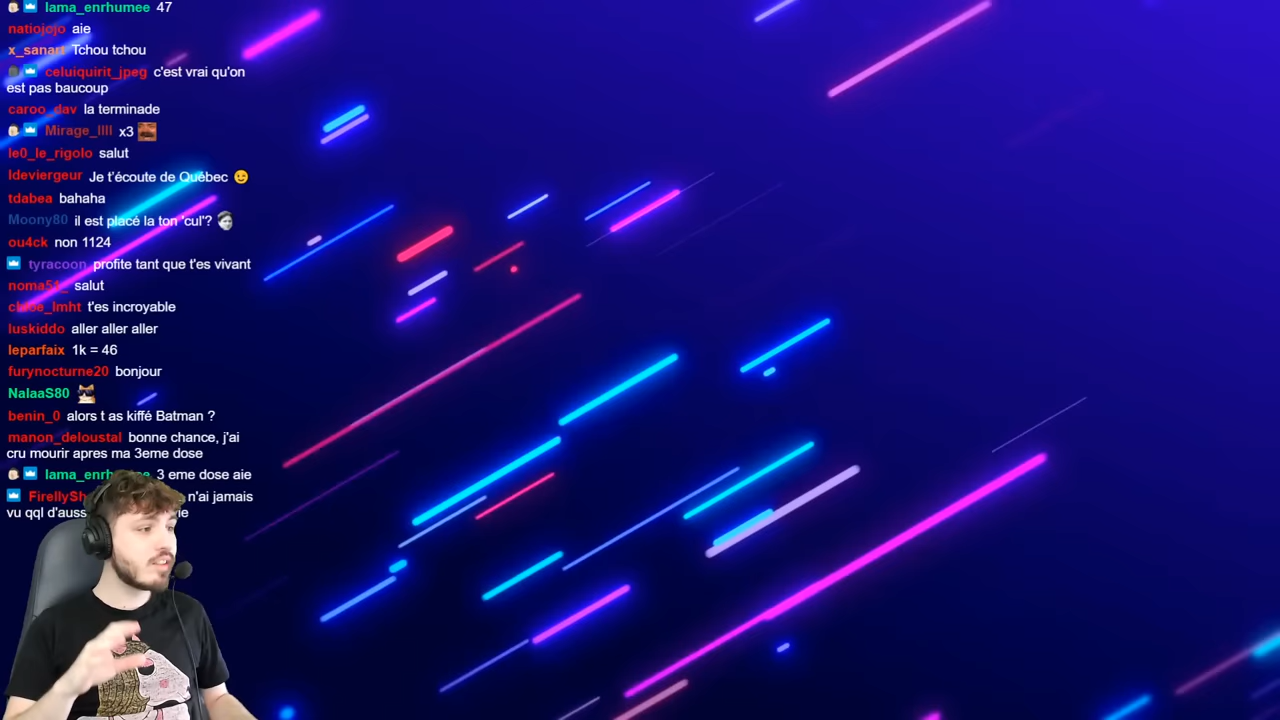 lama_enrhumee 47
natiojojo aie
x_sanart Tchou tchou
celuiquirit_jpeg c'est vrai qu'on
est pas baucoup
caroo_dav la terminade
Mirage_llll x3
le0_le_rigolo salut
ldeviergeur Je t'écoute de Québec 😉
tdabea bahaha
Moony80 il est placé la ton 'cul'?
ou4ck non 1124
tyracoon profite tant que t'es vivant
noma51_ salut
t'es incroyable
luskiddo aller aller aller
leparfaix 1k = 46
furynocturne20 bonjour
NalaaS80
benin_0 alors t as kiffé Batman ?
manon_deloustal bonne chance, j'ai
cru mourir apres ma 3eme dose
3 eme dose aie
n'ai jamais
vu qql